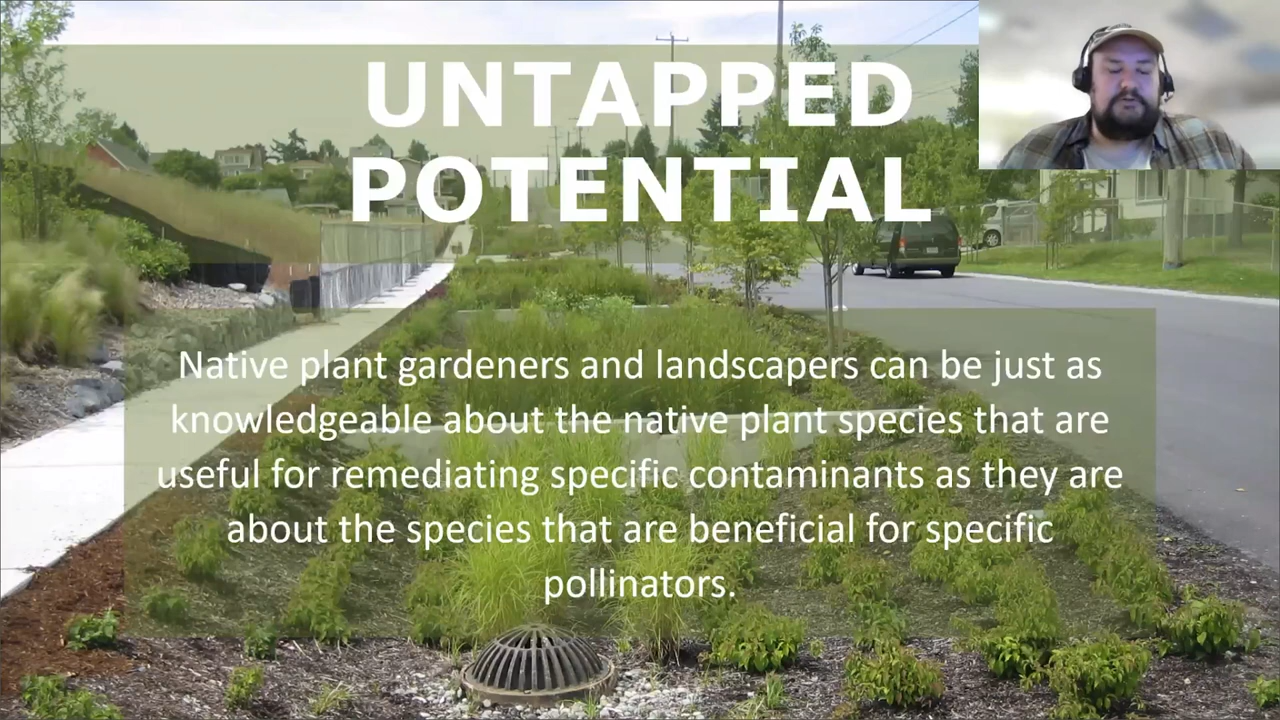 UNTAPPED
POTENTIAL
Native plant gardeners and landscapers can be just as
knowledgeable about the native plant species that are
useful for remediating specific contaminants as they are
about the species that are beneficial for specific
pollinators.